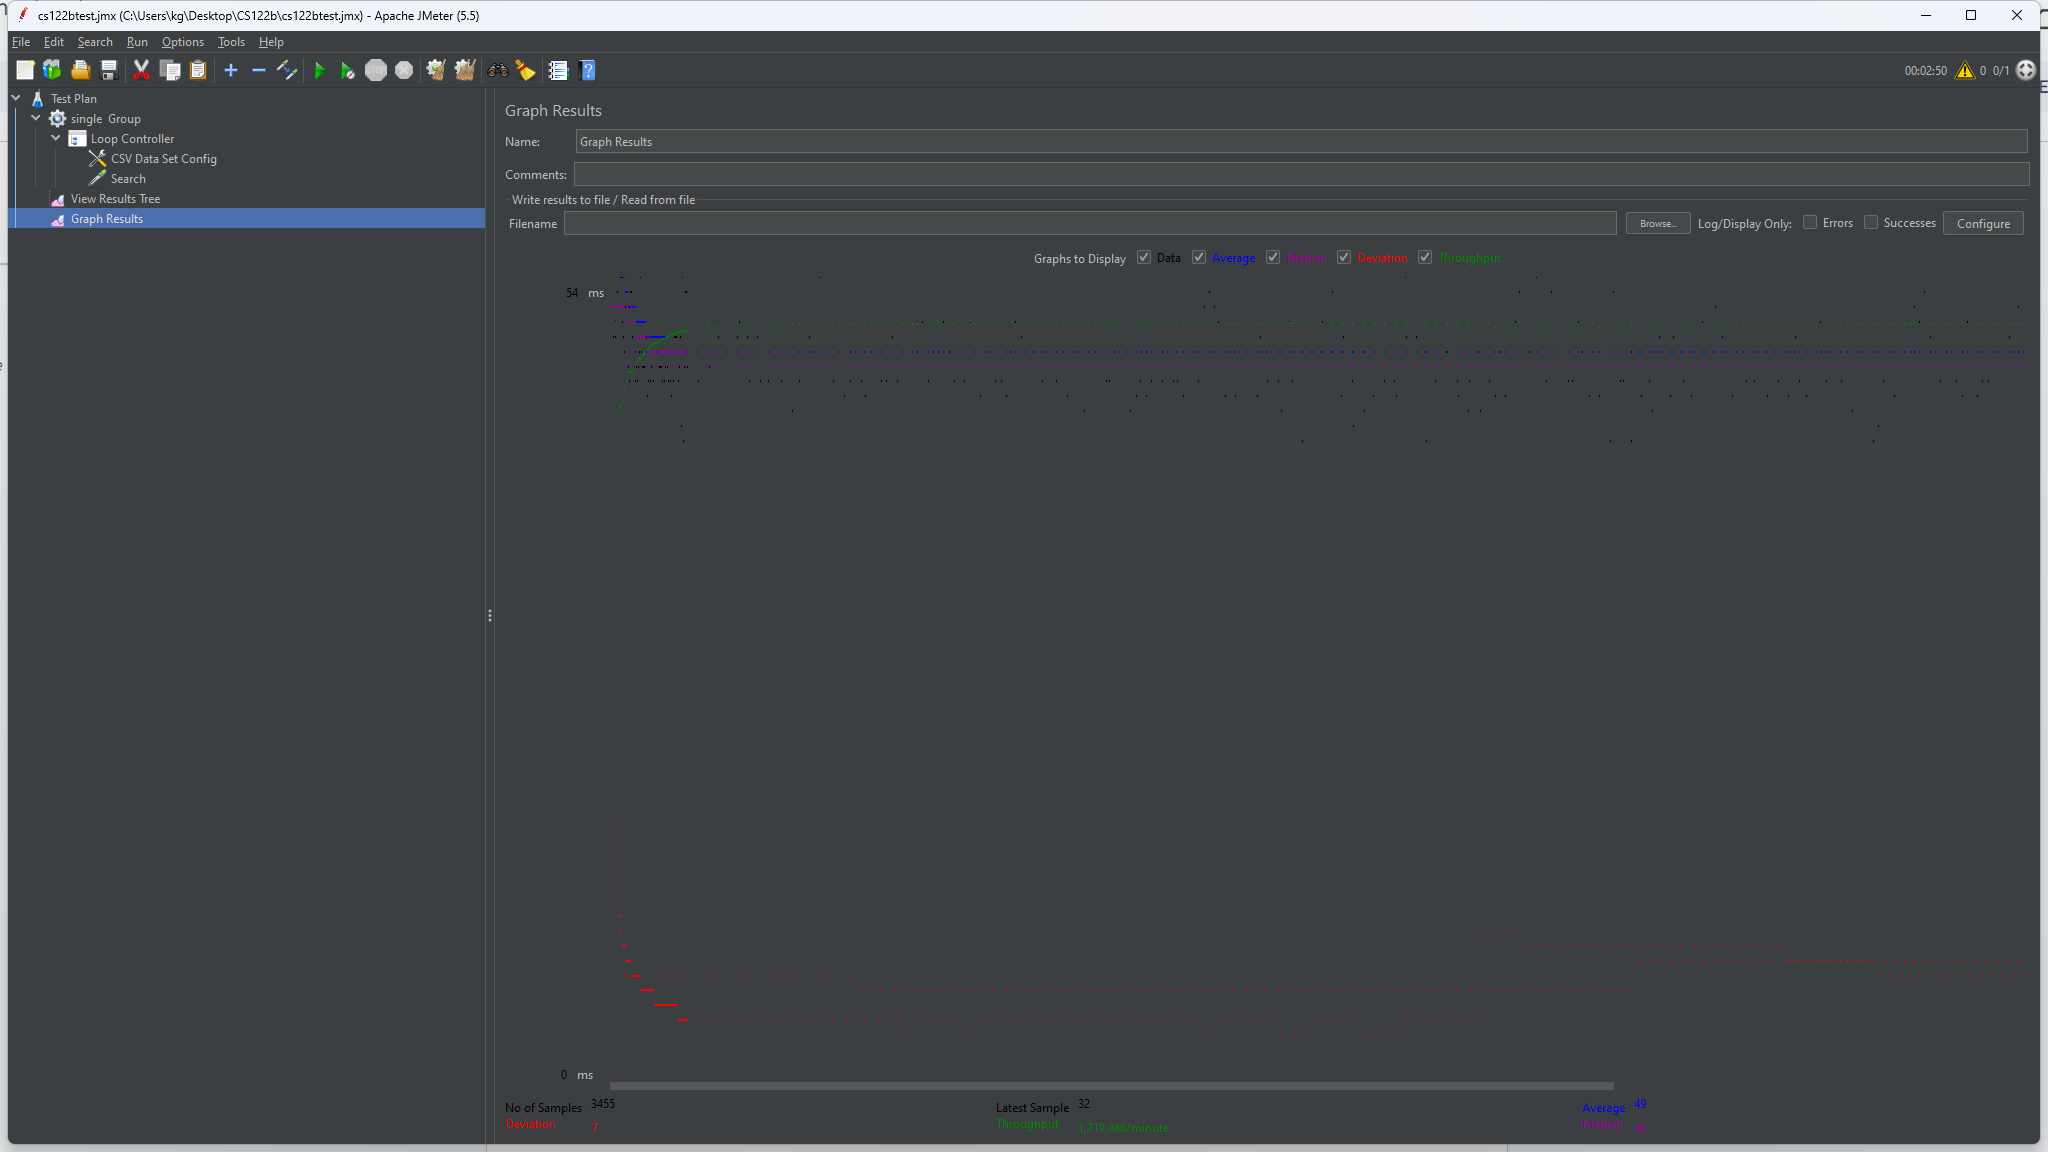 cs122btest.jmx (C:\Users\kg\Desktop\CS122b\cs122btest.jmx) - Apache JMeter (5.5)
File Edit Search Run Options Tools Help
00:02:50 0 0/1
Test Plan
single Group
Loop Controller
CSV Data Set Config
Search
View Results Tree
Graph Results
Graph Results
Name: Graph Results
Comments:
Write results to file / Read from file
Filename Browse... Log/Display Only: Errors Successes Configure
Graphs to Display Data Average Median Deviation Throughput
54 ms
0 ms
No of Samples 3455 Latest Sample 32 Average 49
Deviation 7 Throughput 1,219.448/minute Median